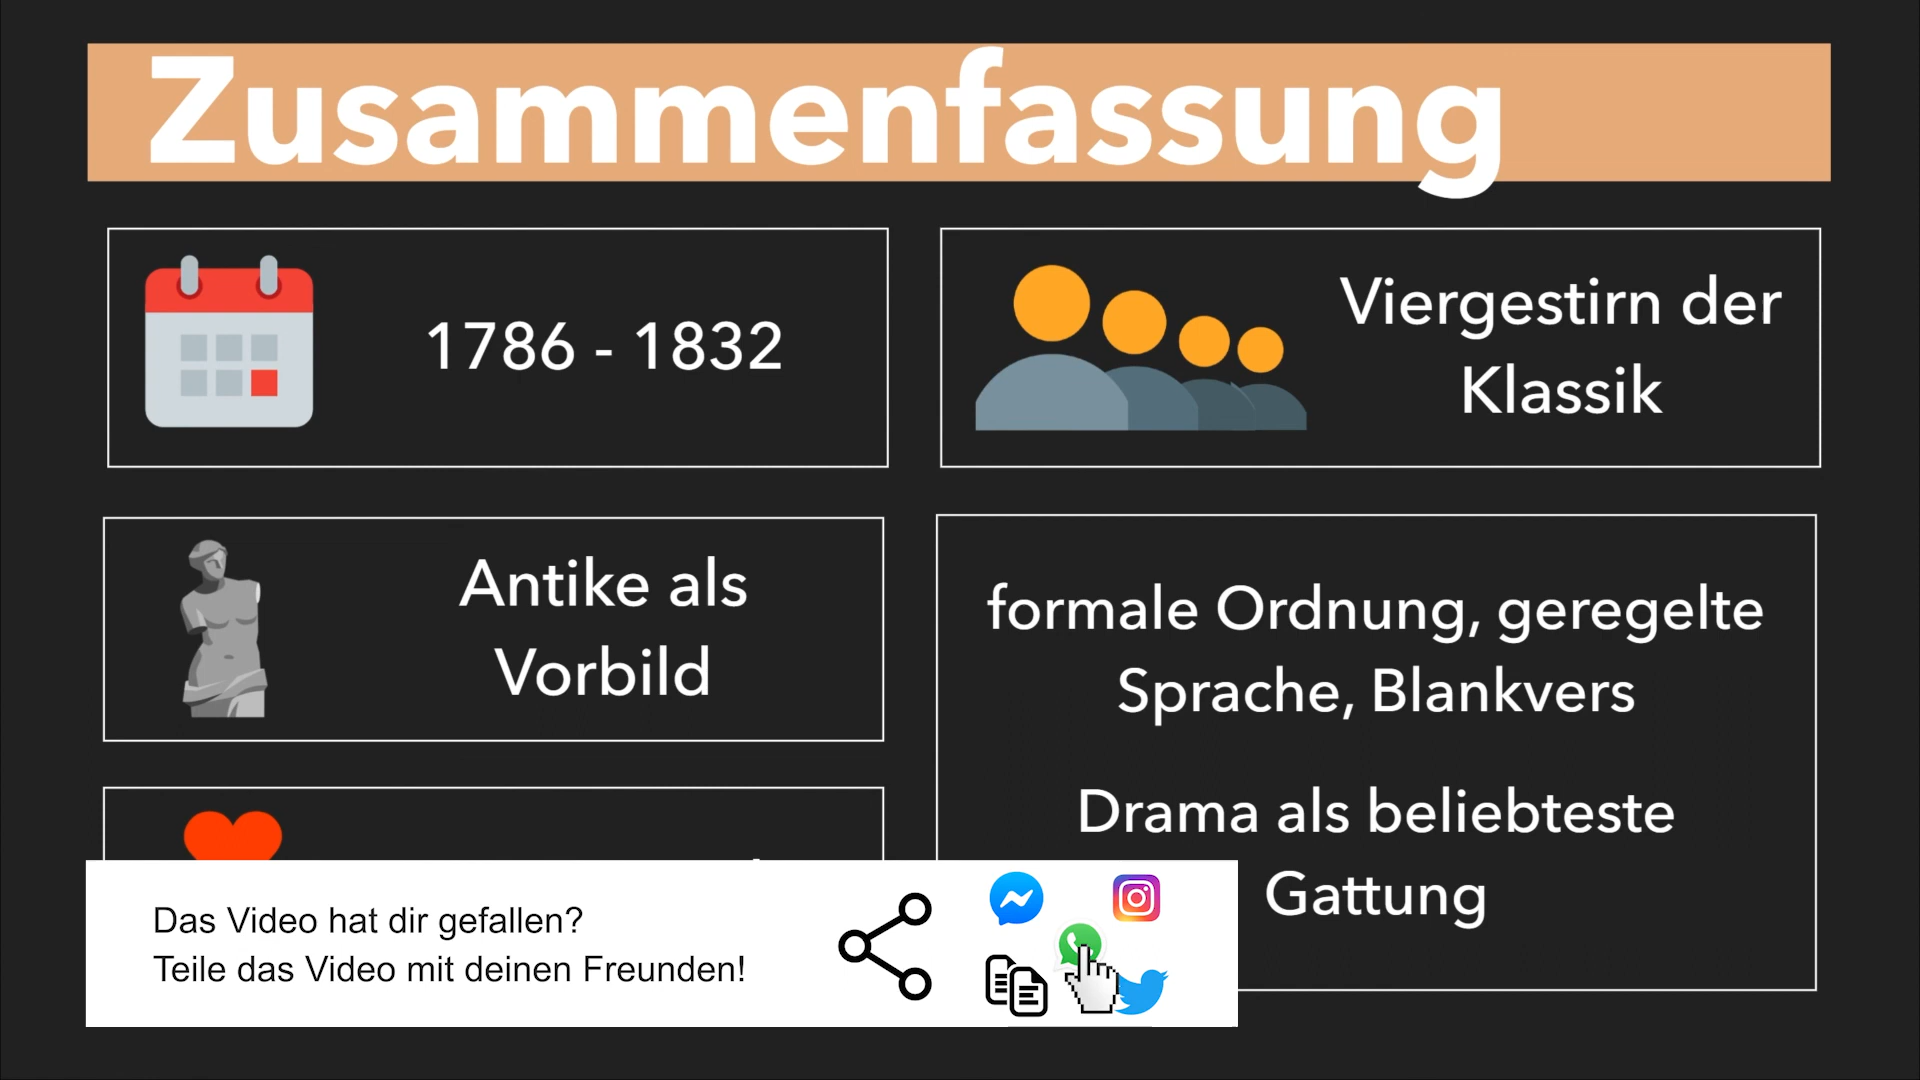 Zusammenfassung
1786 - 1832
Viergestirn der
Klassik
Antike als
Vorbild
formale Ordnung, geregelte
Sprache, Blankvers
Drama als beliebteste
Gattung
Das Video hat dir gefallen?
Teile das Video mit deinen Freunden!